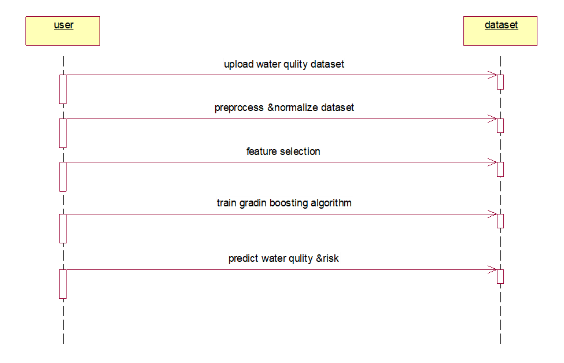 user
dataset
upload water qulity dataset
preprocess &normalize dataset
feature selection
train gradin boosting algorithm
predict water qulity &risk